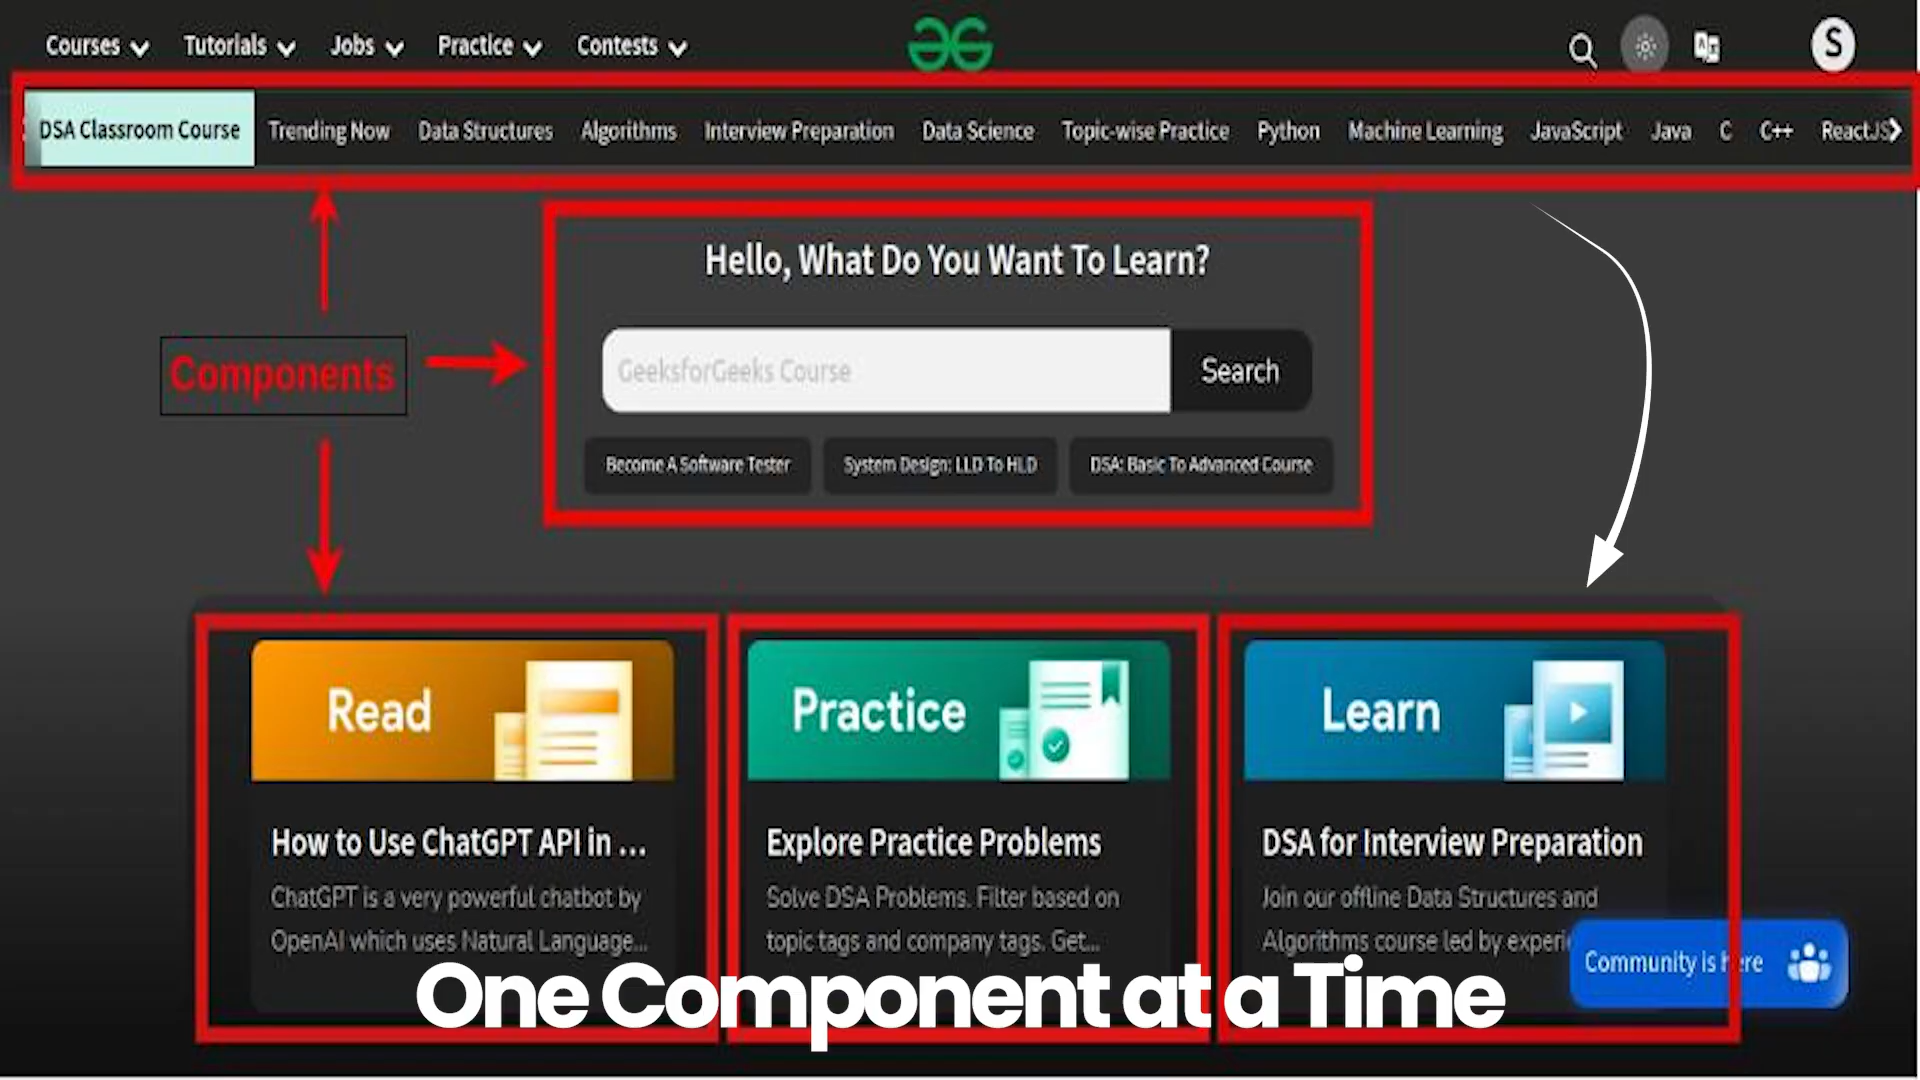 Courses Tutorials Jobs Practice Contests
S
DSA Classroom Course Trending Now Data Structures Algorithms Interview Preparation Data Science Topic-wise Practice Python Machine Learning JavaScript Java C C++ ReactJS
Hello, What Do You Want To Learn?
Components
GeeksforGeeks Course Search
Become A Software Tester System Design: LLD To HLD DSA: Basic To Advanced Course
Read Practice Learn
How to Use ChatGPT API in ...
ChatGPT is a very powerful chatbot by
OpenAI which uses Natural Language...
Explore Practice Problems
Solve DSA Problems. Filter based on
topic tags and company tags. Get...
DSA for Interview Preparation
Join our offline Data Structures and
Algorithms course led by
Community is here
One Component at a Time